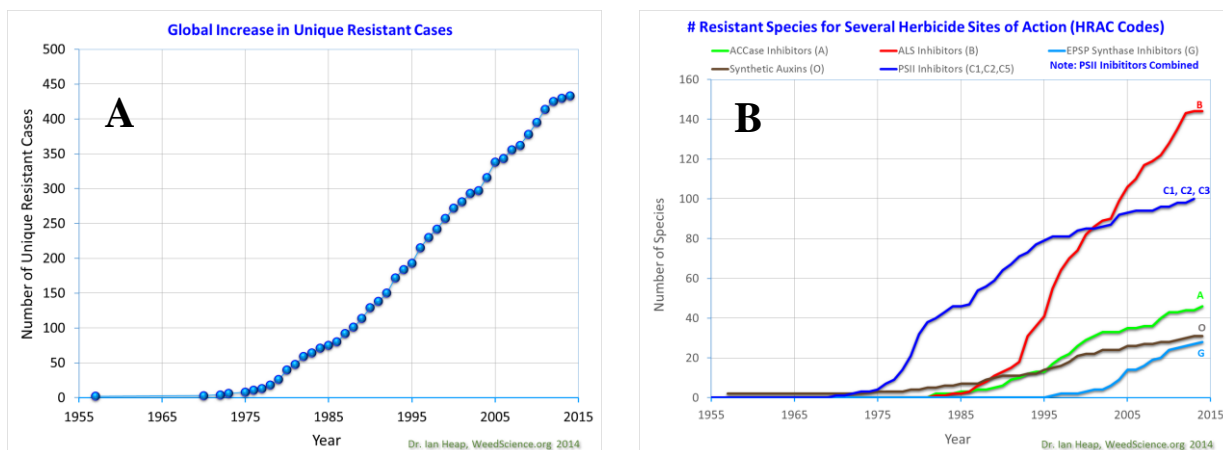 Global Increase in Unique Resistant Cases
A
Number of Unique Resistant Cases
500
450
400
350
300
250
200
150
100
50
0
1955 1965 1975 1985 1995 2005 2015
Year
Dr. Ian Heap, WeedScience.org 2014
# Resistant Species for Several Herbicide Sites of Action (HRAC Codes)
ACCase Inhibitors (A) ALS Inhibitors (B) EPSP Synthase Inhibitors (G)
Synthetic Auxins (O) PSII Inhibitors (C1,C2,C5) Note: PSII Inibititors Combined
B
Number of Species
160
140
120
100
80
60
40
20
0
B
C1, C2, C3
A
O
G
1955 1965 1975 1985 1995 2005 2015
Year
Dr. Ian Heap, WeedScience.org 2014